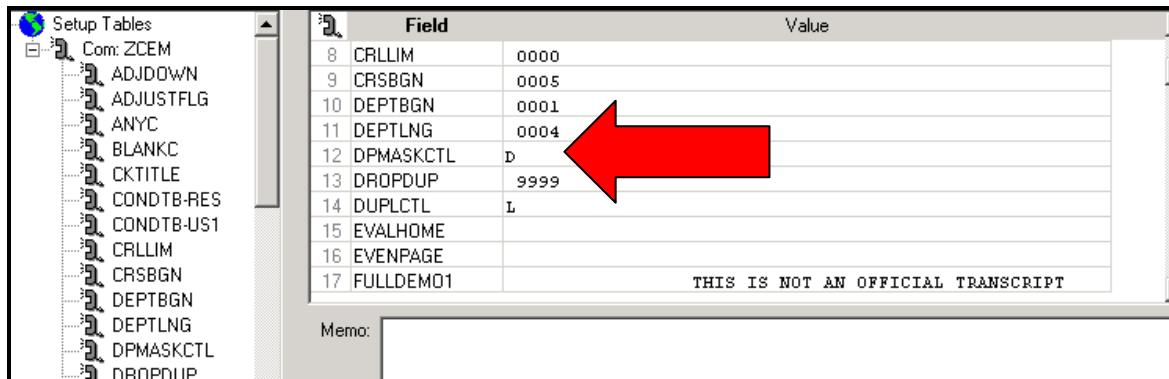 Setup Tables
Com: ZCEM
ADJDOWN
ADJUSTFLG
ANYC
BLANKC
CKTITLE
CONDTB-RES
CONDTB-US1
CRLLIM
CRSBGN
DEPTBGN
DEPTLNG
DPMASKCTL
DROPDUP
Field Value
8 CRLLIM 0000
9 CRSBGN 0005
10 DEPTBGN 0001
11 DEPTLNG 0004
12 DPMASKCTL D
13 DROPDUP 9999
14 DUPLCTL L
15 EVALHOME
16 EVENPAGE
17 FULLDEMO1 THIS IS NOT AN OFFICIAL TRANSCRIPT
Memo: